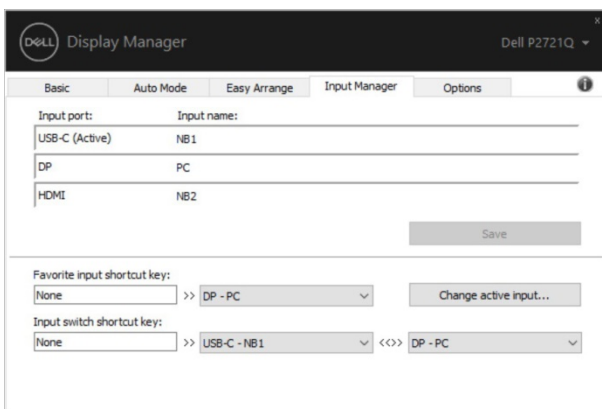 x
DELL Display Manager Dell P2721Q
Basic Auto Mode Easy Arrange Input Manager Options i
Input port: Input name:
USB-C (Active) NB1
DP PC
HDMI NB2
Save
Favorite input shortcut key:
None >> DP - PC Change active input...
Input switch shortcut key:
None >> USB-C - NB1 <<>> DP - PC